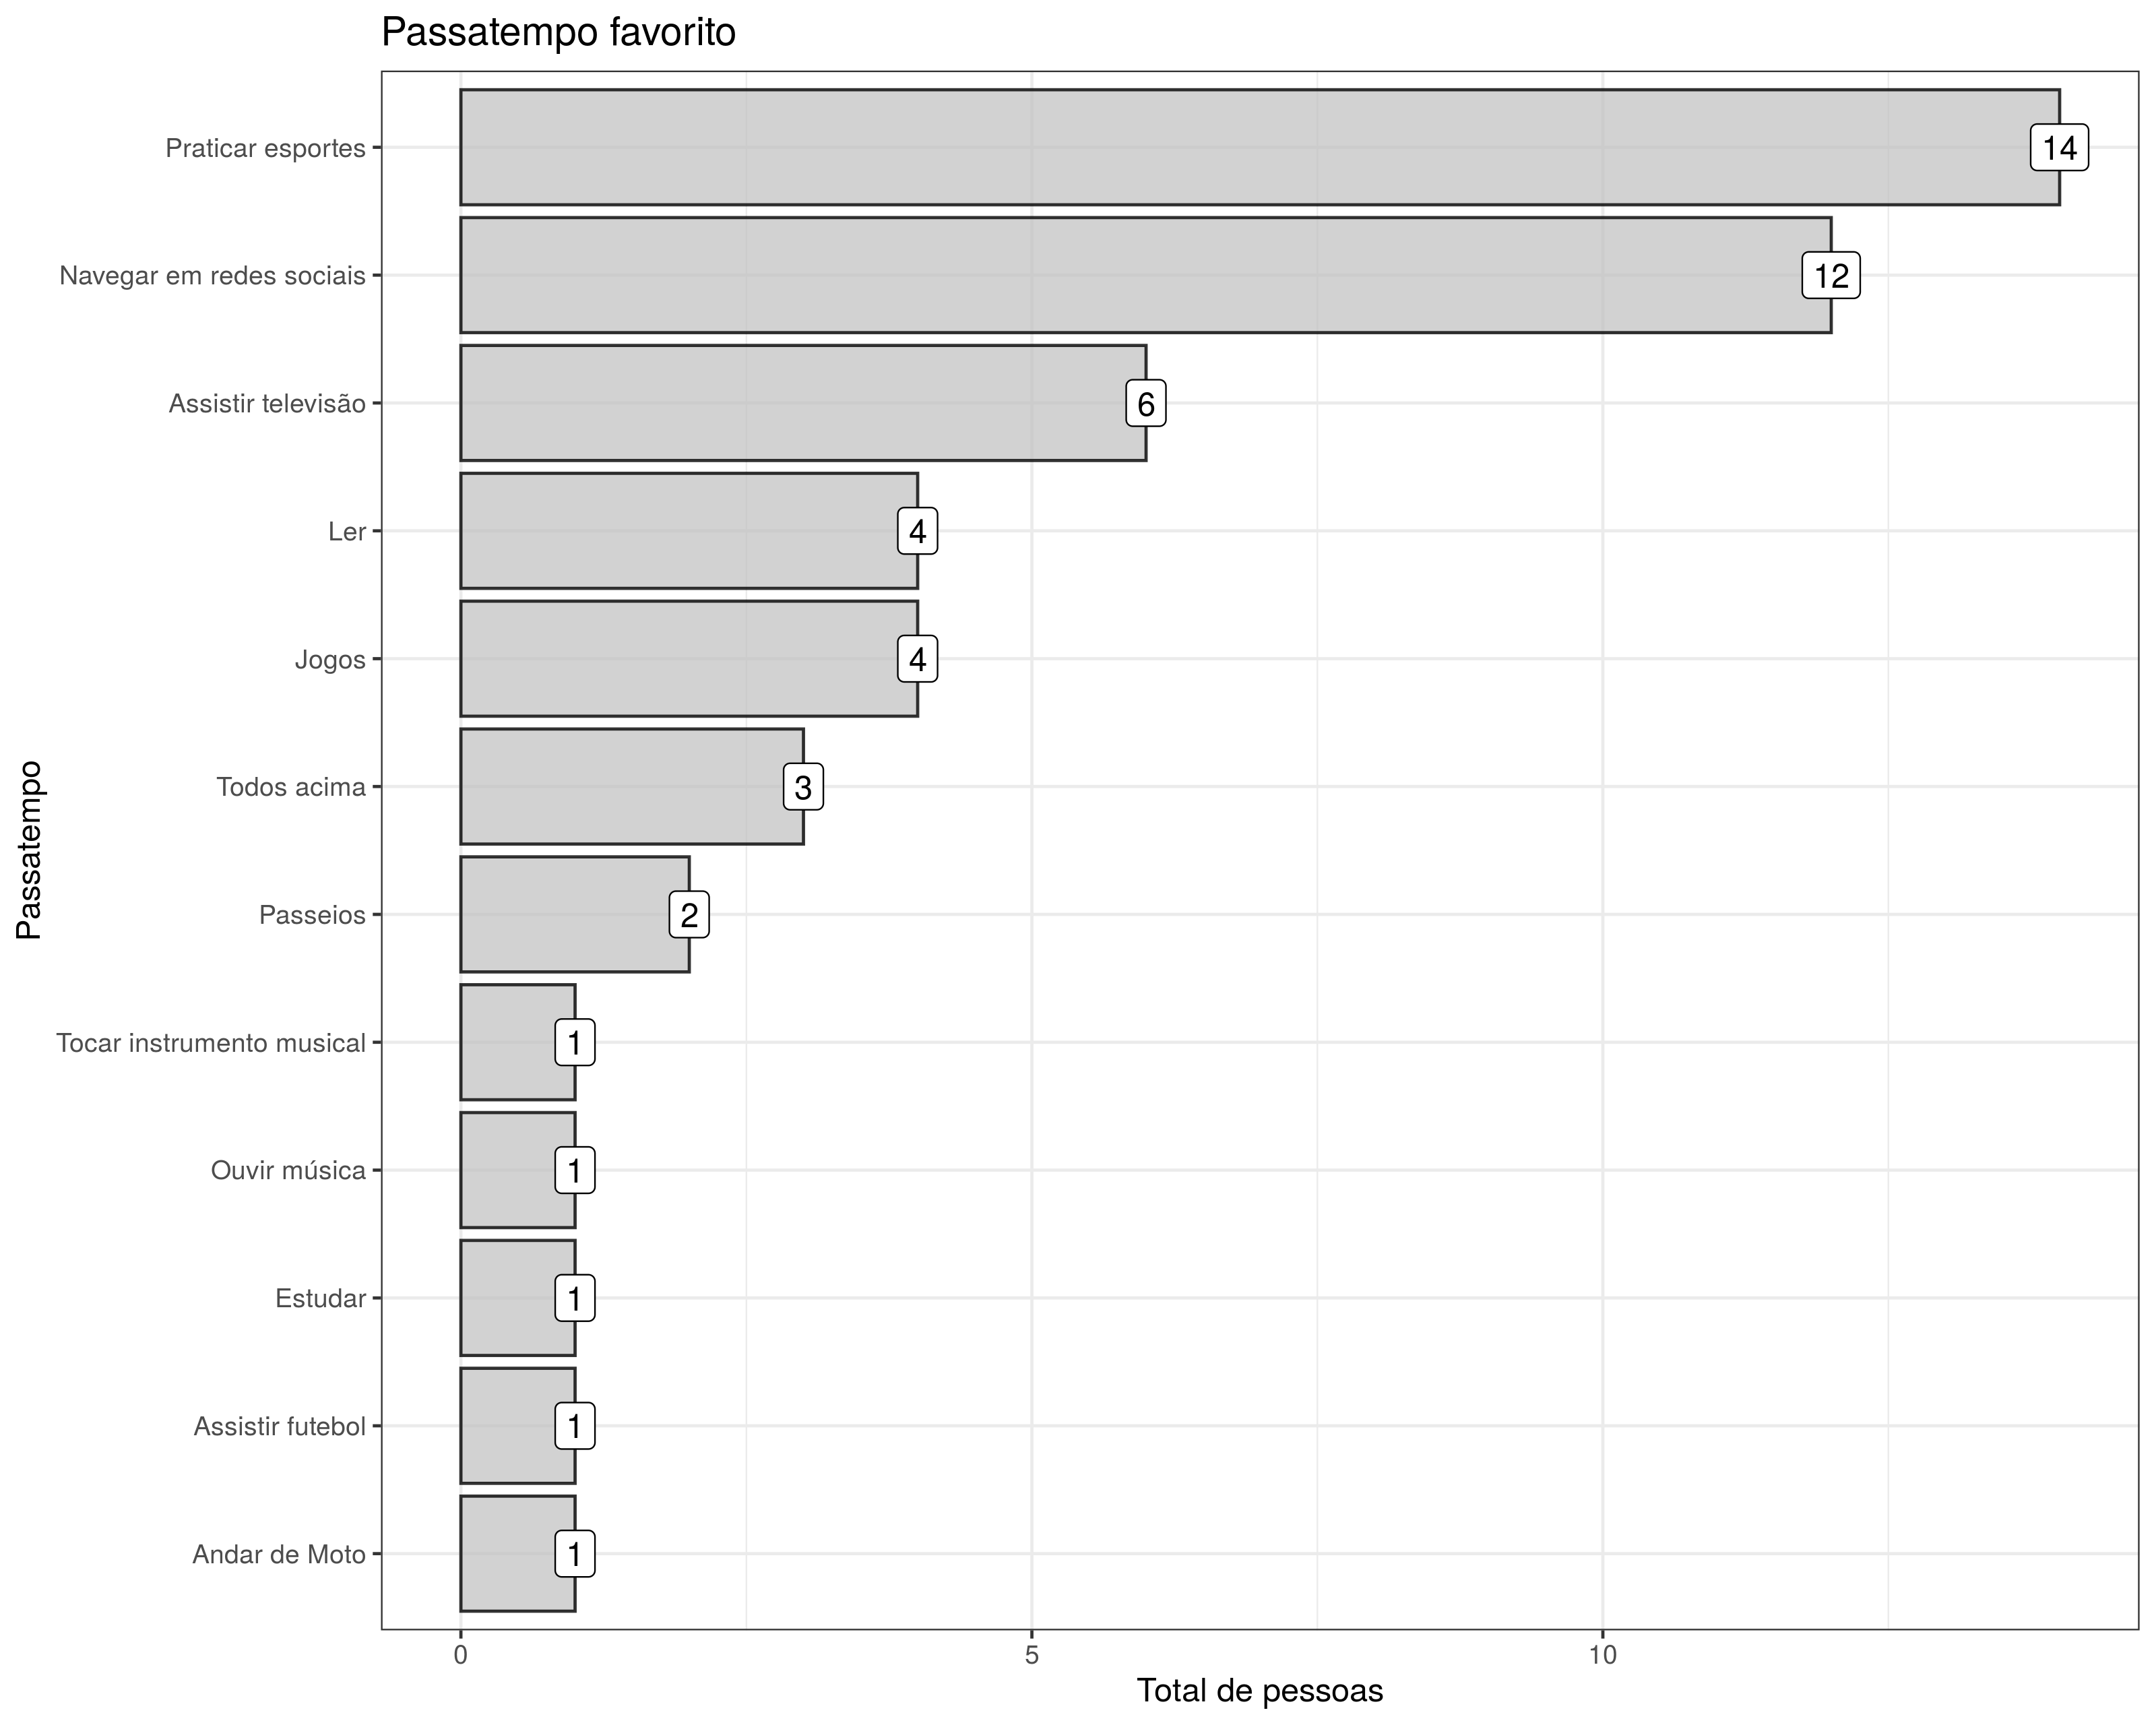 Passatempo favorito
Passatempo
Praticar esportes
14
Navegar em redes sociais
12
Assistir televisão
6
Ler
4
Jogos
4
Todos acima
3
Passeios
2
Tocar instrumento musical
1
Ouvir música
1
Estudar
1
Assistir futebol
1
Andar de Moto
1
0 5 10
Total de pessoas